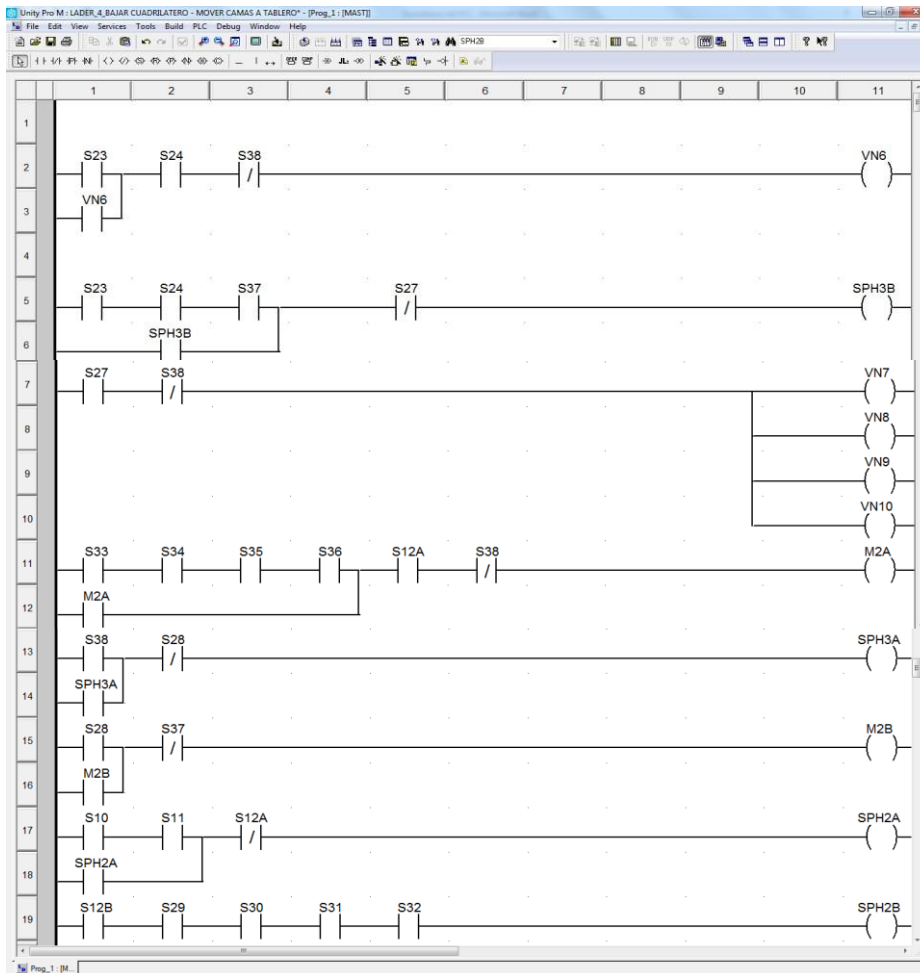 Unity Pro M : LADER_4_BAJAR CUADRILATERO - MOVER CAMAS A TABLERO* - [Prog_1 : [MAST]]
File Edit View Services Tools Build PLC Debug Window Help
SPH2B
1 2 3 4 5 6 7 8 9 10 11
1
S23 S24 S38 VN6
2
VN6
3
4
S23 S24 S37 S27 SPH3B
5
SPH3B
6
S27 S38 VN7
7
VN8
8
VN9
9
VN10
10
S33 S34 S35 S36 S12A S38 M2A
11
M2A
12
S38 S28 SPH3A
13
SPH3A
14
S28 S37 M2B
15
M2B
16
S10 S11 S12A SPH2A
17
SPH2A
18
S12B S29 S30 S31 S32 SPH2B
19
Prog_1 : [M...